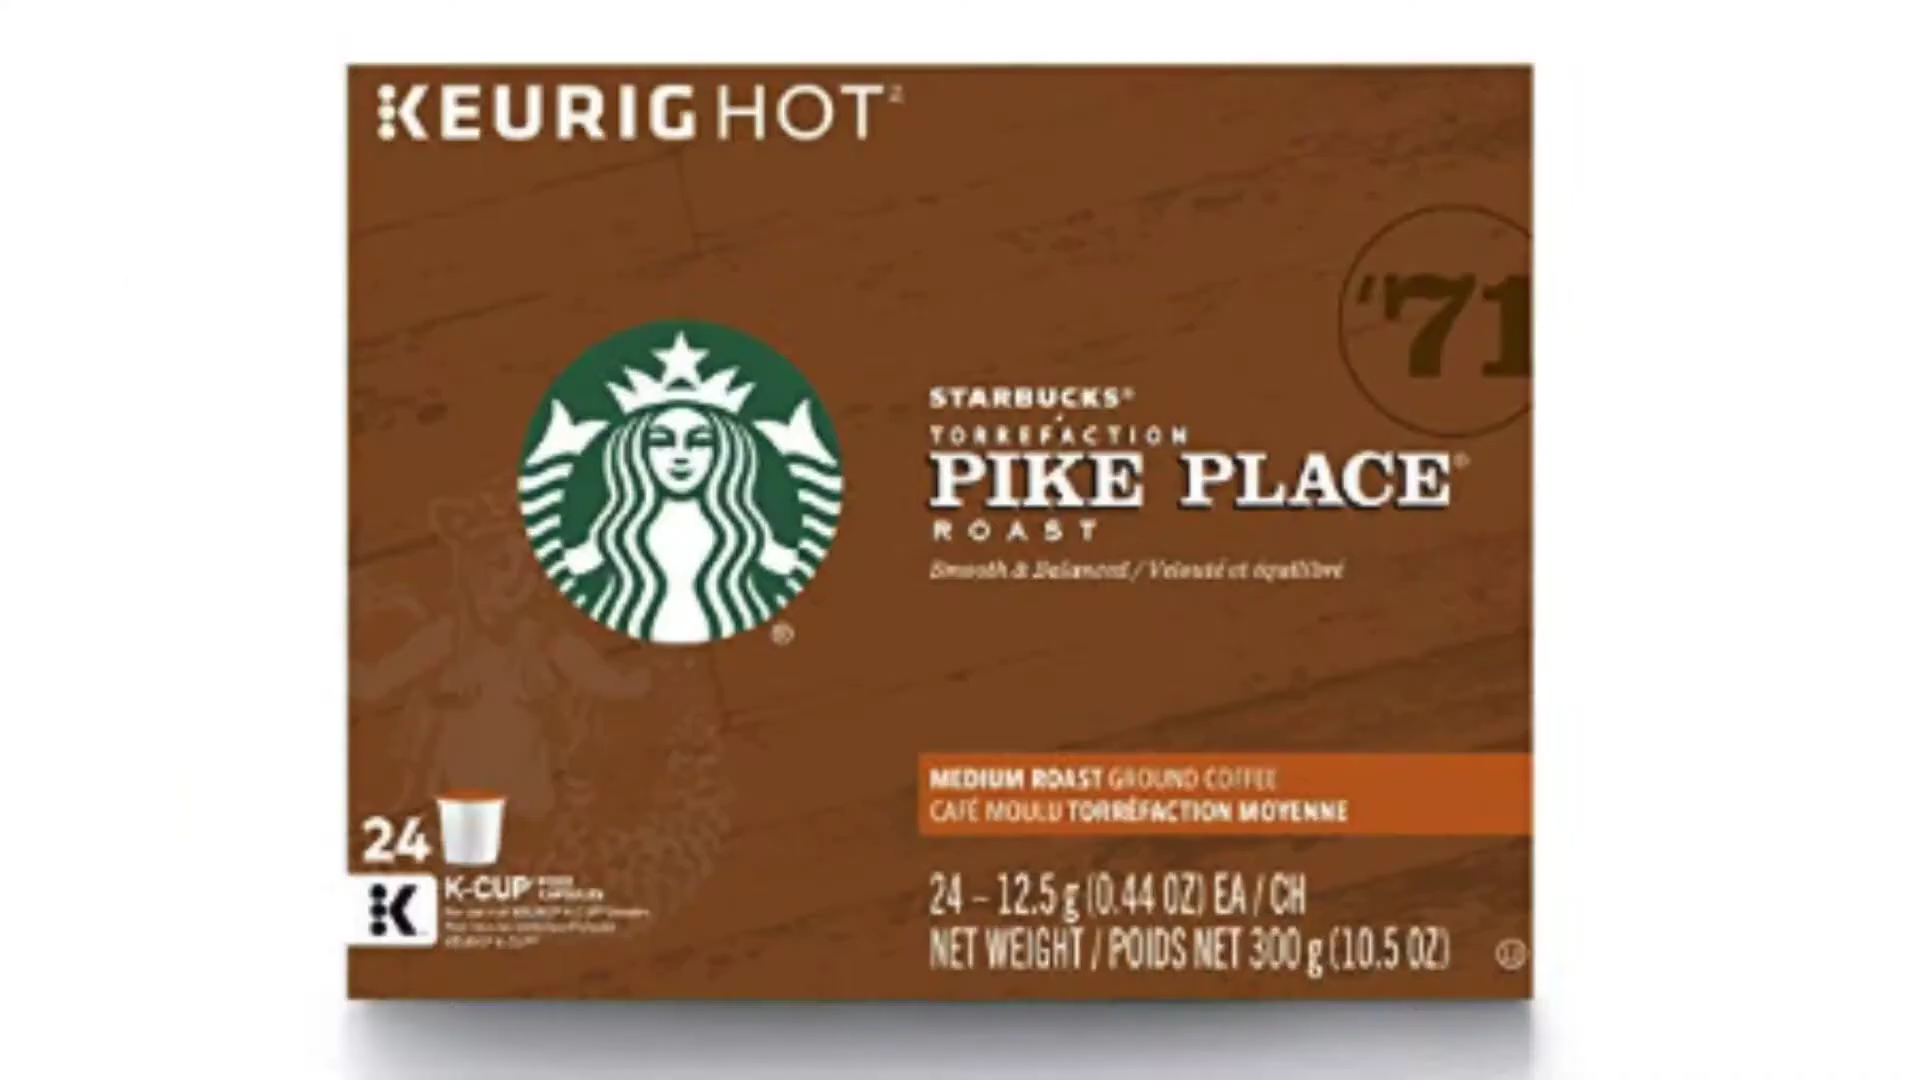 KEURIG HOT
'71
STARBUCKS®
TORREFACTION
PIKE PLACE®
ROAST
Smooth & Balanced / Velouté et équilibré
MEDIUM ROAST GROUND COFFEE
CAFÉ MOULU TORRÉFACTION MOYENNE
24
K-CUP
K
24 – 12.5 g (0.44 OZ) EA / CH
NET WEIGHT / POIDS NET 300 g (10.5 OZ)